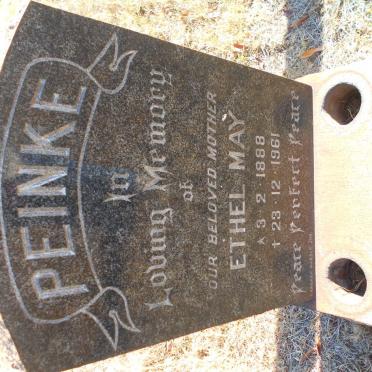 PEINKE
In
Loving Memory
of
OUR BELOVED MOTHER
ETHEL MAY
* 3 · 2 · 1888
† 23 · 12 · 1961
Peace Perfect Peace